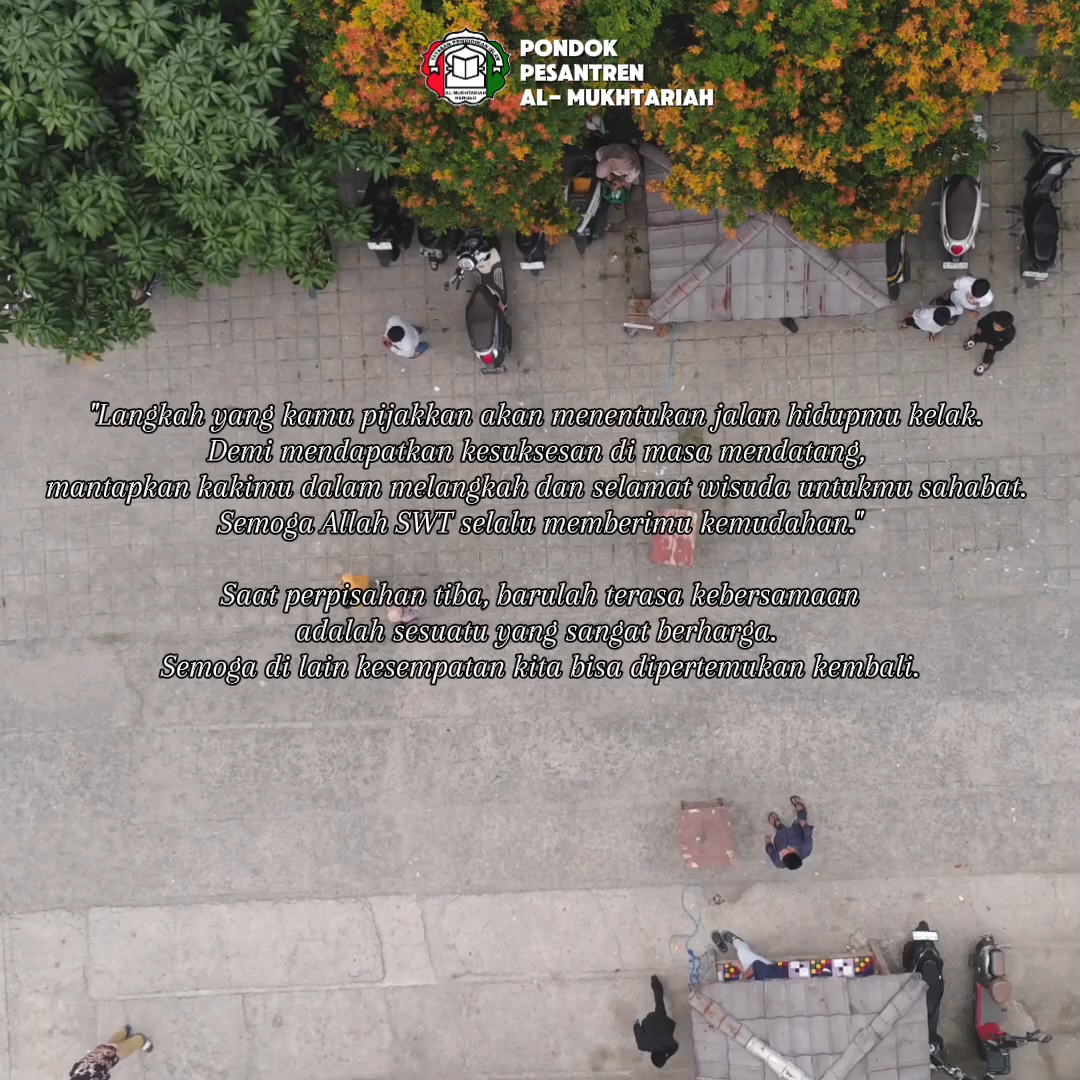 PONDOK
PESANTREN
AL- MUKHTARIAH
"Langkah yang kamu pijakkan akan menentukan jalan hidupmu kelak.
Demi mendapatkan kesuksesan di masa mendatang,
mantapkan kakimu dalam melangkah dan selamat wisuda untukmu sahabat.
Semoga Allah SWT selalu memberimu kemudahan."
Saat perpisahan tiba, barulah terasa kebersamaan
adalah sesuatu yang sangat berharga.
Semoga di lain kesempatan kita bisa dipertemukan kembali.